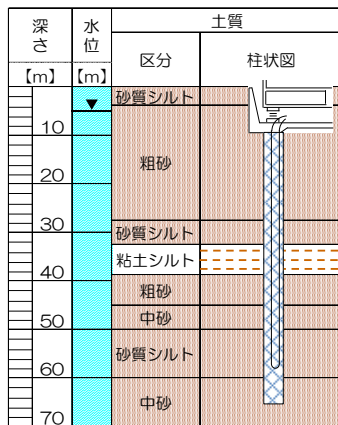 深さ 水位 土質
区分 柱状図
【m】 【m】
砂質シルト
10
粗砂
20
30
砂質シルト
粘土シルト
40
粗砂
50
中砂
砂質シルト
60
中砂
70